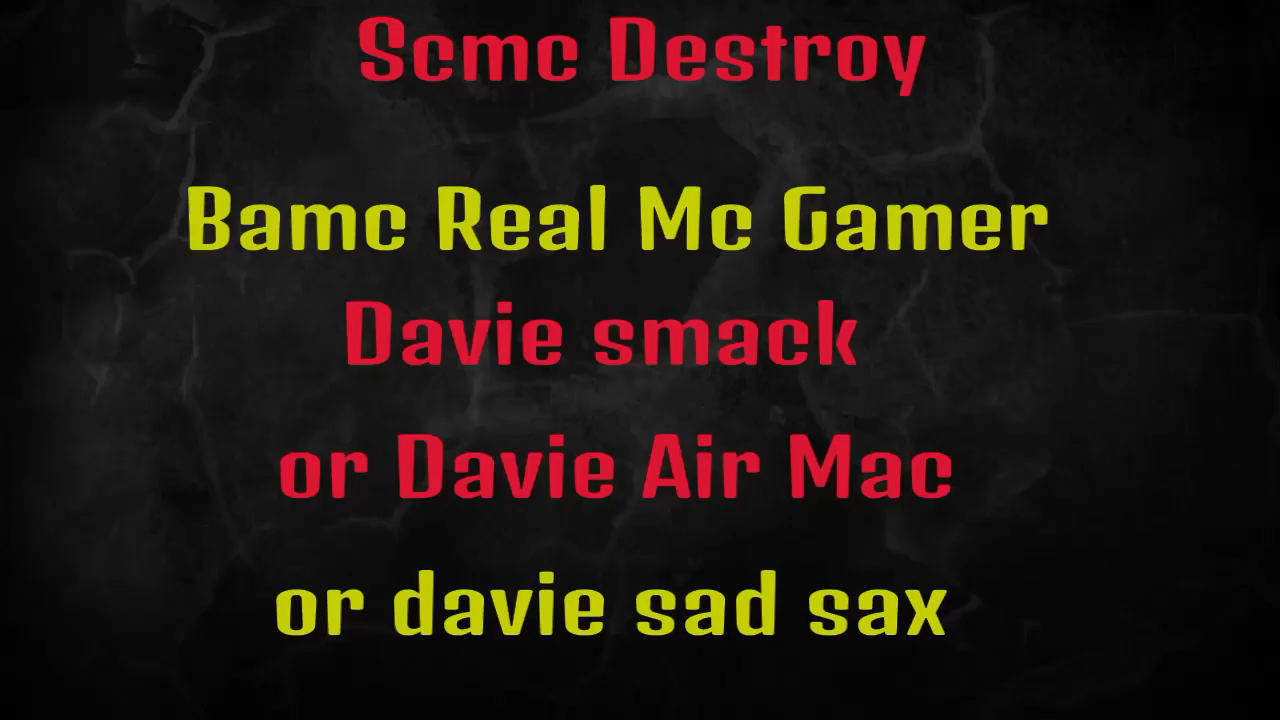 Scmc Destroy
Bamc Real Mc Gamer
Davie smack
or Davie Air Mac
or davie sad sax